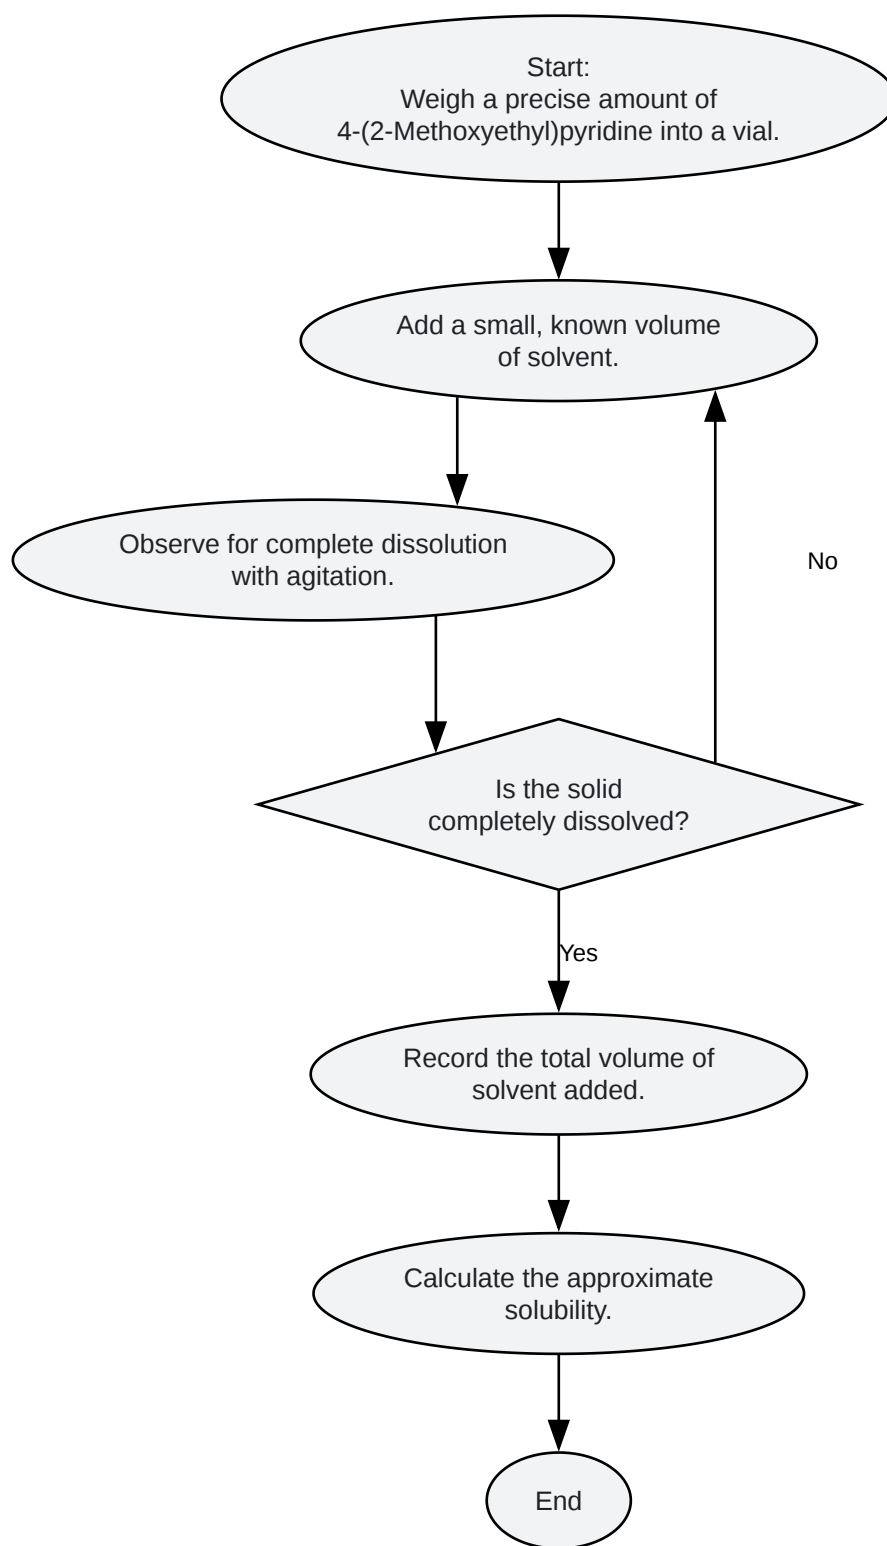 Start:
Weigh a precise amount of
4-(2-Methoxyethyl)pyridine into a vial.
Add a small, known volume
of solvent.
Observe for complete dissolution
with agitation.
No
Is the solid
completely dissolved?
Yes
Record the total volume of
solvent added.
Calculate the approximate
solubility.
End